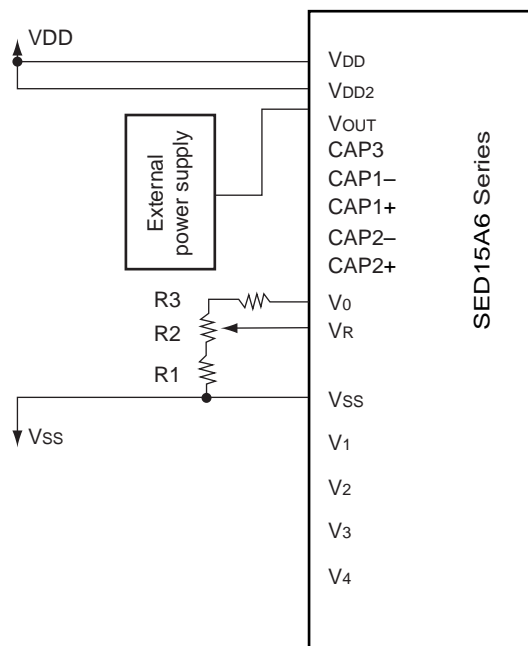 VDD
VDD
VDD2
VOUT
CAP3
CAP1–
CAP1+
CAP2–
CAP2+
External
power supply
R3
V0
R2
VR
R1
VSS
VSS
V1
V2
V3
V4
SED15A6 Series